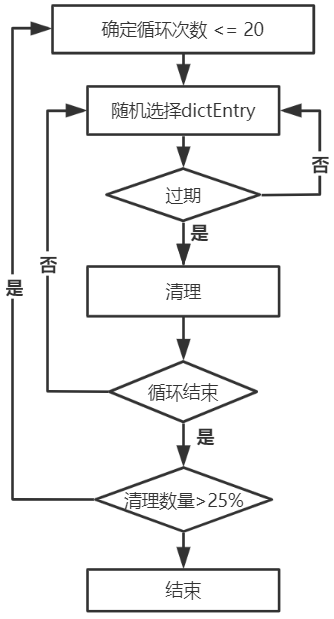 确定循环次数 <= 20
随机选择dictEntry
否
过期
是
清理
否
是
循环结束
是
清理数量>25%
结束